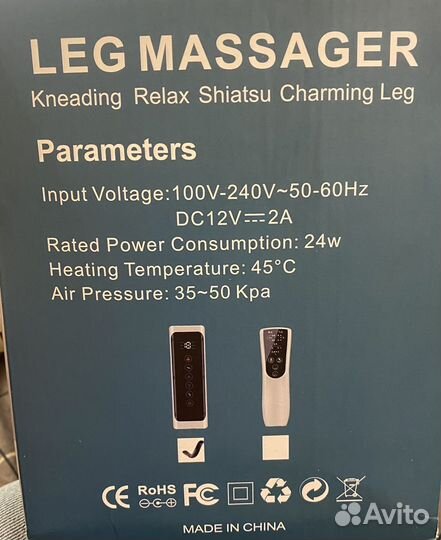 LEG MASSAGER
Kneading Relax Shiatsu Charming Leg
Parameters
Input Voltage:100V-240V~50-60Hz
DC12V⎓2A
Rated Power Consumption: 24w
Heating Temperature: 45°C
Air Pressure: 35~50 Kpa
CE RoHS FC
MADE IN CHINA
Avito